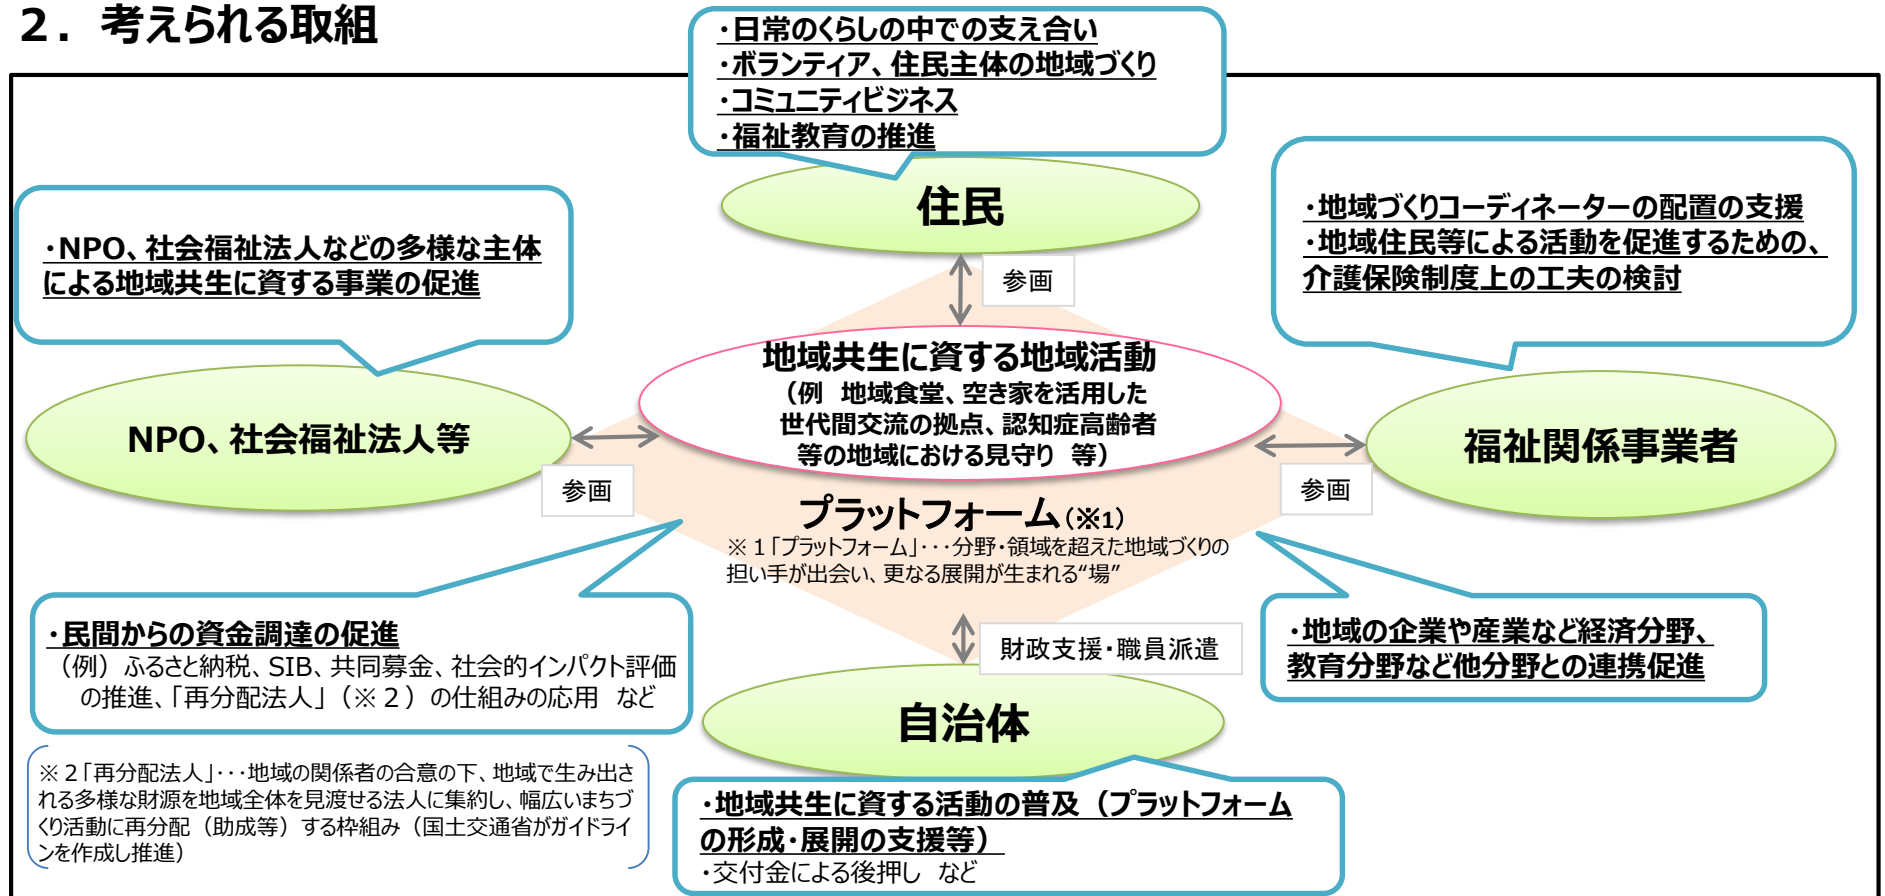 ２．考えられる取組
・日常のくらしの中での支え合い
・ボランティア、住民主体の地域づくり
・コミュニティビジネス
・福祉教育の推進
住民
参画
・NPO、社会福祉法人などの多様な主体
による地域共生に資する事業の促進
NPO、社会福祉法人等
参画
・地域づくりコーディネーターの配置の支援
・地域住民等による活動を促進するための、
介護保険制度上の工夫の検討
福祉関係事業者
参画
地域共生に資する地域活動
（例　地域食堂、空き家を活用した
世代間交流の拠点、認知症高齢者
等の地域における見守り　等）
プラットフォーム（※1）
※１「プラットフォーム」・・・分野・領域を超えた地域づくりの
担い手が出会い、更なる展開が生まれる“場”
・民間からの資金調達の促進
（例）ふるさと納税、SIB、共同募金、社会的インパクト評価
の推進、「再分配法人」（※２）の仕組みの応用　など
※２「再分配法人」・・・地域の関係者の合意の下、地域で生み出さ
れる多様な財源を地域全体を見渡せる法人に集約し、幅広いまちづ
くり活動に再分配（助成等）する枠組み（国土交通省がガイドライ
ンを作成し推進）
財政支援・職員派遣
自治体
・地域の企業や産業など経済分野、
教育分野など他分野との連携促進
・地域共生に資する活動の普及（プラットフォーム
の形成・展開の支援等）
・交付金による後押し　など